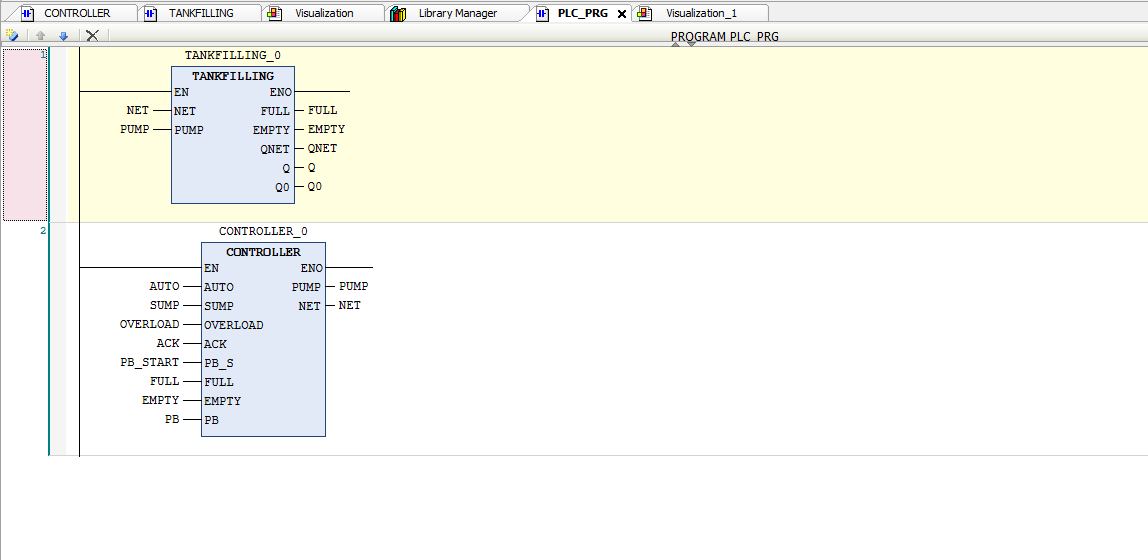 CONTROLLER TANKFILLING Visualization Library Manager PLC_PRG Visualization_1
PROGRAM PLC_PRG
1
TANKFILLING_0
TANKFILLING
EN ENO
NET NET FULL FULL
PUMP PUMP EMPTY EMPTY
QNET QNET
Q Q
Q0 Q0
2
CONTROLLER_0
CONTROLLER
EN ENO
AUTO AUTO PUMP PUMP
SUMP SUMP NET NET
OVERLOAD OVERLOAD
ACK ACK
PB_START PB_S
FULL FULL
EMPTY EMPTY
PB PB